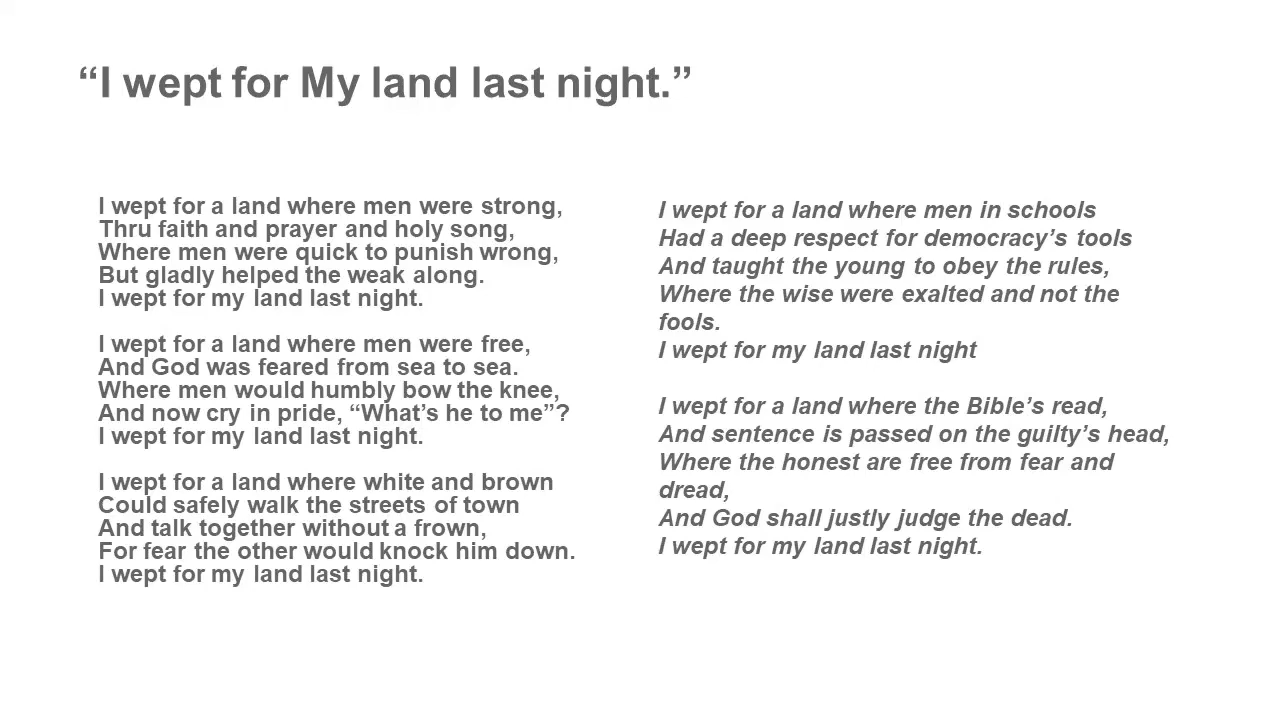 “I wept for My land last night.”
I wept for a land where men were strong,
Thru faith and prayer and holy song,
Where men were quick to punish wrong,
But gladly helped the weak along.
I wept for my land last night.
I wept for a land where men were free,
And God was feared from sea to sea.
Where men would humbly bow the knee,
And now cry in pride, “What’s he to me”?
I wept for my land last night.
I wept for a land where white and brown
Could safely walk the streets of town
And talk together without a frown,
For fear the other would knock him down.
I wept for my land last night.
I wept for a land where men in schools
Had a deep respect for democracy’s tools
And taught the young to obey the rules,
Where the wise were exalted and not the
fools.
I wept for my land last night
I wept for a land where the Bible’s read,
And sentence is passed on the guilty’s head,
Where the honest are free from fear and
dread,
And God shall justly judge the dead.
I wept for my land last night.